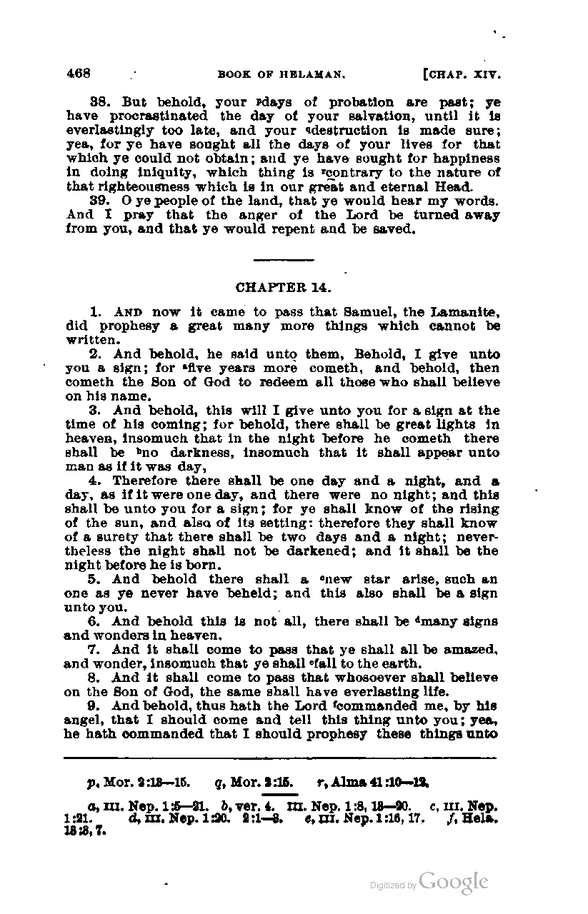 468 BOOK OF HELAMAN. [CHAP. XIV.
38. But behold, your ᵖdays of probation are past; ye
have procrastinated the day of your salvation, until it is
everlastingly too late, and your ᑫdestruction is made sure;
yea, for ye have sought all the days of your lives for that
which ye could not obtain; and ye have sought for happiness
in doing iniquity, which thing is ʳcontrary to the nature of
that righteousness which is in our great and eternal Head.
39. O ye people of the land, that ye would hear my words.
And I pray that the anger of the Lord be turned away
from you, and that ye would repent and be saved.
CHAPTER 14.
1. AND now it came to pass that Samuel, the Lamanite,
did prophesy a great many more things which cannot be
written.
2. And behold, he said unto them, Behold, I give unto
you a sign; for ᵃfive years more cometh, and behold, then
cometh the Son of God to redeem all those who shall believe
on his name.
3. And behold, this will I give unto you for a sign at the
time of his coming; for behold, there shall be great lights in
heaven, insomuch that in the night before he cometh there
shall be ᵇno darkness, insomuch that it shall appear unto
man as if it was day,
4. Therefore there shall be one day and a night, and a
day, as if it were one day, and there were no night; and this
shall be unto you for a sign; for ye shall know of the rising
of the sun, and also of its setting: therefore they shall know
of a surety that there shall be two days and a night; never-
theless the night shall not be darkened; and it shall be the
night before he is born.
5. And behold there shall a ᶜnew star arise, such an
one as ye never have beheld; and this also shall be a sign
unto you.
6. And behold this is not all, there shall be ᵈmany signs
and wonders in heaven.
7. And it shall come to pass that ye shall all be amazed,
and wonder, insomuch that ye shall ᵉfall to the earth.
8. And it shall come to pass that whosoever shall believe
on the Son of God, the same shall have everlasting life.
9. And behold, thus hath the Lord ᶠcommanded me, by his
angel, that I should come and tell this thing unto you; yea,
he hath commanded that I should prophesy these things unto
p, Mor. 2:13—15. q, Mor. 2:15. r, Alma 41:10—12.
a, III. Nep. 1:5—21. b, ver. 4. III. Nep. 1:8, 13—20. c, III. Nep.
1:21. d, III. Nep. 1:20. 2:1—3. e, III. Nep. 1:16, 17. f, Hela.
13:3, 7.
Digitized by Google